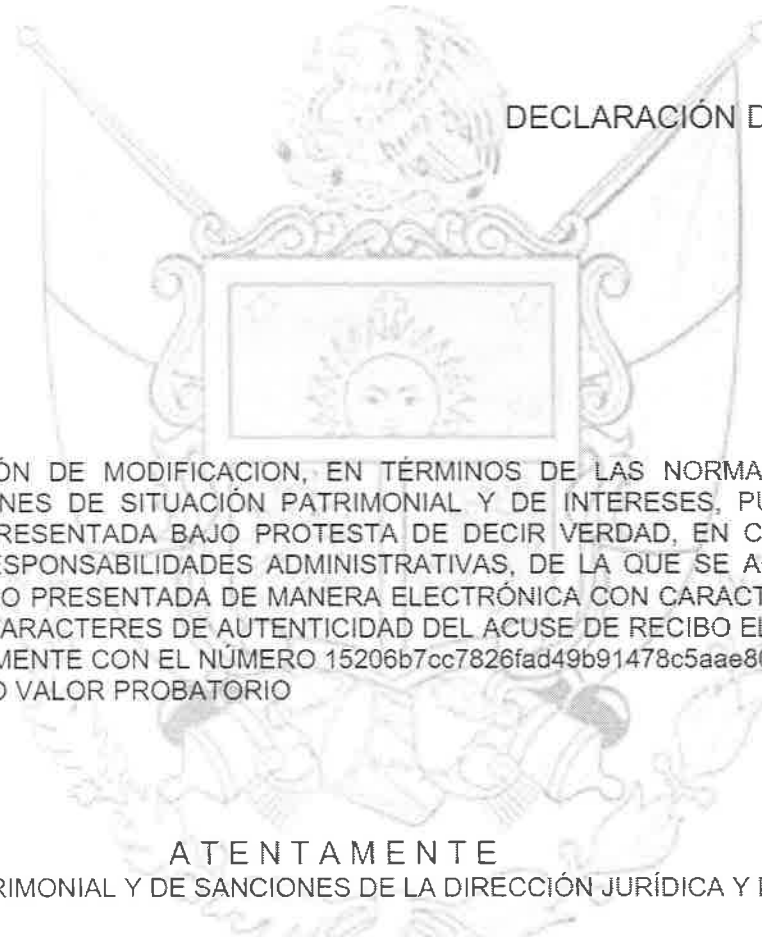 DECLARACIÓN D
ÓN DE MODIFICACION, EN TÉRMINOS DE LAS NORMA
NES DE SITUACIÓN PATRIMONIAL Y DE INTERESES, PU
RESENTADA BAJO PROTESTA DE DECIR VERDAD, EN C
ESPONSABILIDADES ADMINISTRATIVAS, DE LA QUE SE A
O PRESENTADA DE MANERA ELECTRÓNICA CON CARACT
ARACTERES DE AUTENTICIDAD DEL ACUSE DE RECIBO EL
MENTE CON EL NÚMERO 15206b7cc7826fad49b91478c5aae8
O VALOR PROBATORIO
A T E N T A M E N T E
RIMONIAL Y DE SANCIONES DE LA DIRECCIÓN JURÍDICA Y D